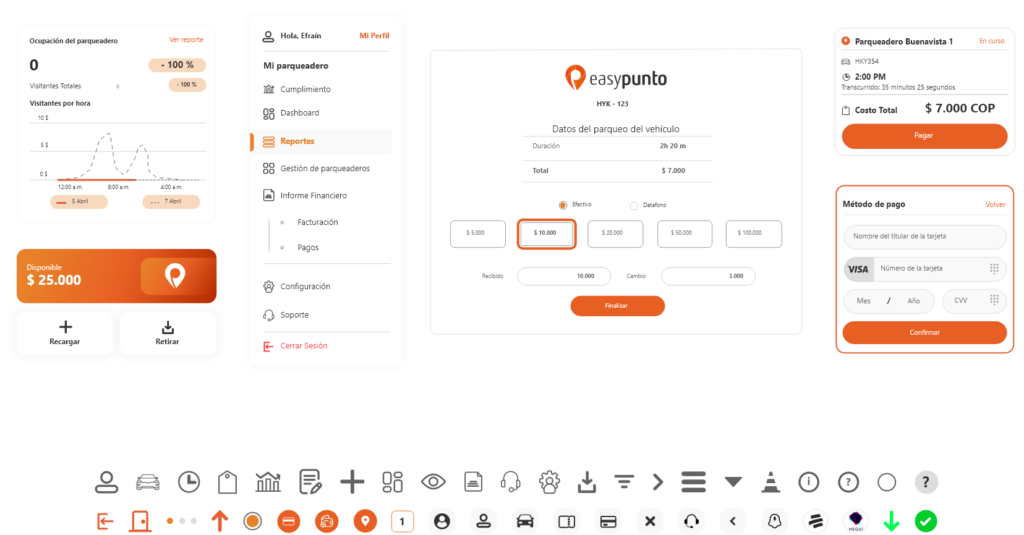 Ocupación del parqueadero
Ver reporte
0
- 100 %
Visitantes Totales
0
- 100 %
Visitantes por hora
10 $
5 $
0 $
12:00 a.m.
8:00 a.m.
4:00 a.m.
5 Abril
7 Abril
Disponible
$ 25.000
Recargar
Retirar
Hola, Efraín
Mi Perfil
Mi parqueadero
Cumplimiento
Dashboard
Reportes
Gestión de parqueaderos
Informe Financiero
Facturación
Pagos
Configuración
Soporte
Cerrar Sesión
easypunto
HYK - 123
Datos del parqueo del vehículo
Duración
2h 20 m
Total
$ 7.000
Efectivo
Datafono
$ 5.000
$ 10.000
$ 20.000
$ 50.000
$ 100.000
Recibido
10.000
Cambio
3.000
Finalizar
Parqueadero Buenavista 1
En curso
HKY354
2:00 PM
Transcurrido: 35 minutos 25 segundos
Costo Total
$ 7.000 COP
Pagar
Método de pago
Volver
Nombre del titular de la tarjeta
VISA
Número de la tarjeta
Mes / Año
CVV
i
?
?
1
NEQUI